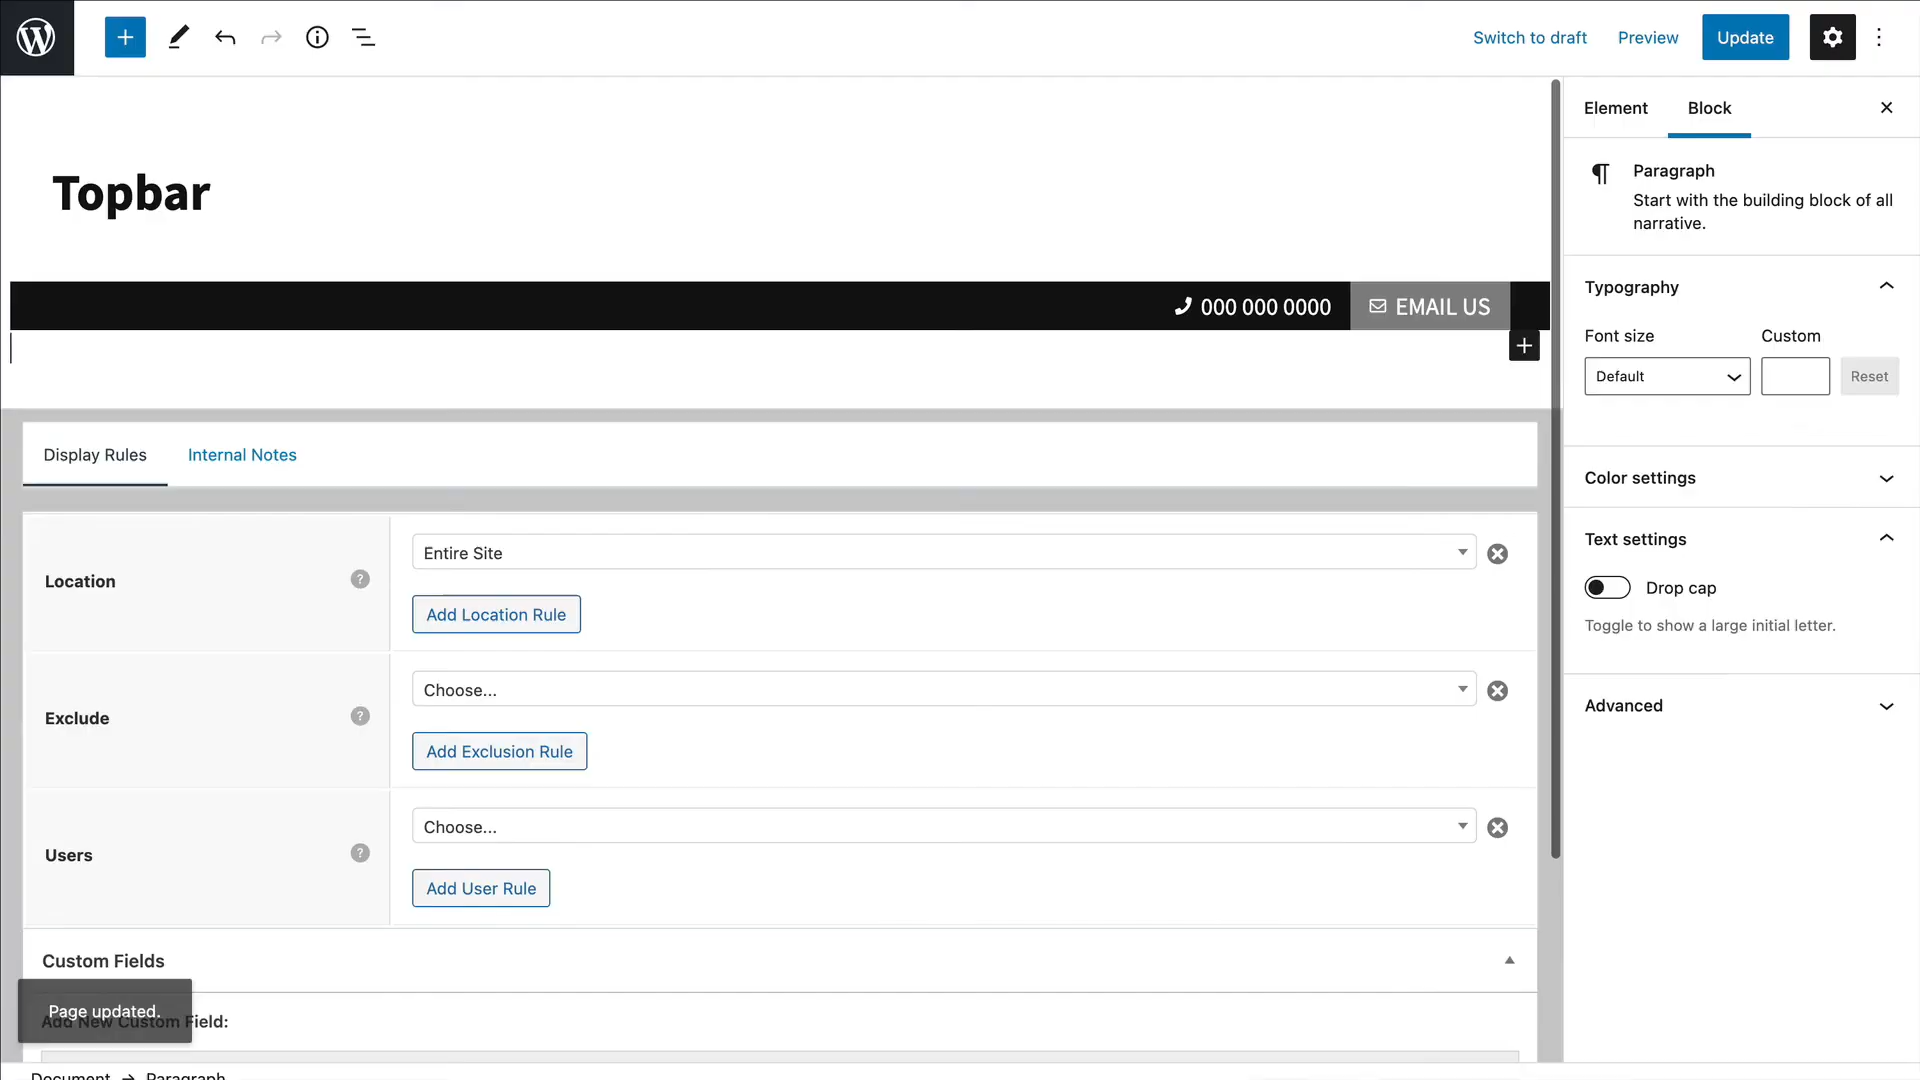 Switch to draft
Preview
Update
Element
Block
Paragraph
Start with the building block of all
narrative.
Topbar
000 000 0000
EMAIL US
Typography
Font size
Custom
Default
Reset
Color settings
Text settings
Drop cap
Toggle to show a large initial letter.
Advanced
Display Rules
Internal Notes
Location
?
Entire Site
Add Location Rule
Exclude
?
Choose...
Add Exclusion Rule
Users
?
Choose...
Add User Rule
Custom Fields
Page updated.
Add New Custom Field:
Document → Paragraph